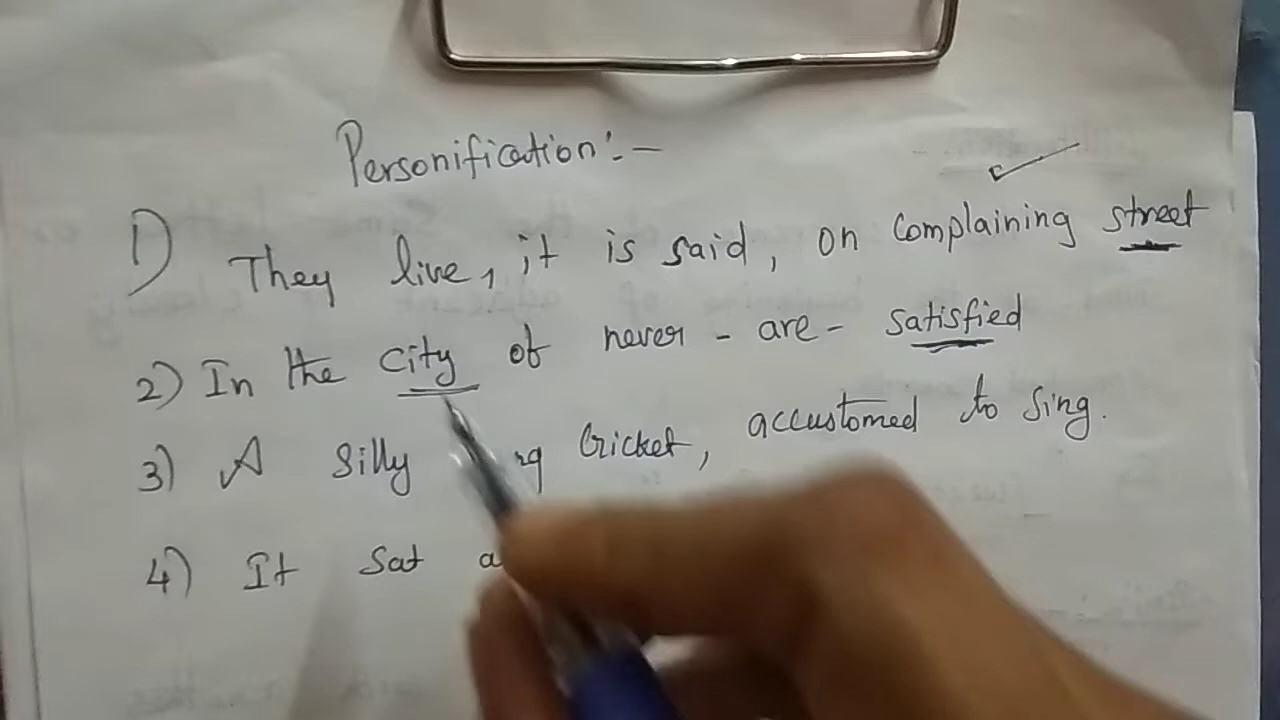 Personification:-
1) They live, it is said, on complaining street
2) In the city of never - are - satisfied
3) A Silly Cricket, accustomed to Sing.
4) It Sat